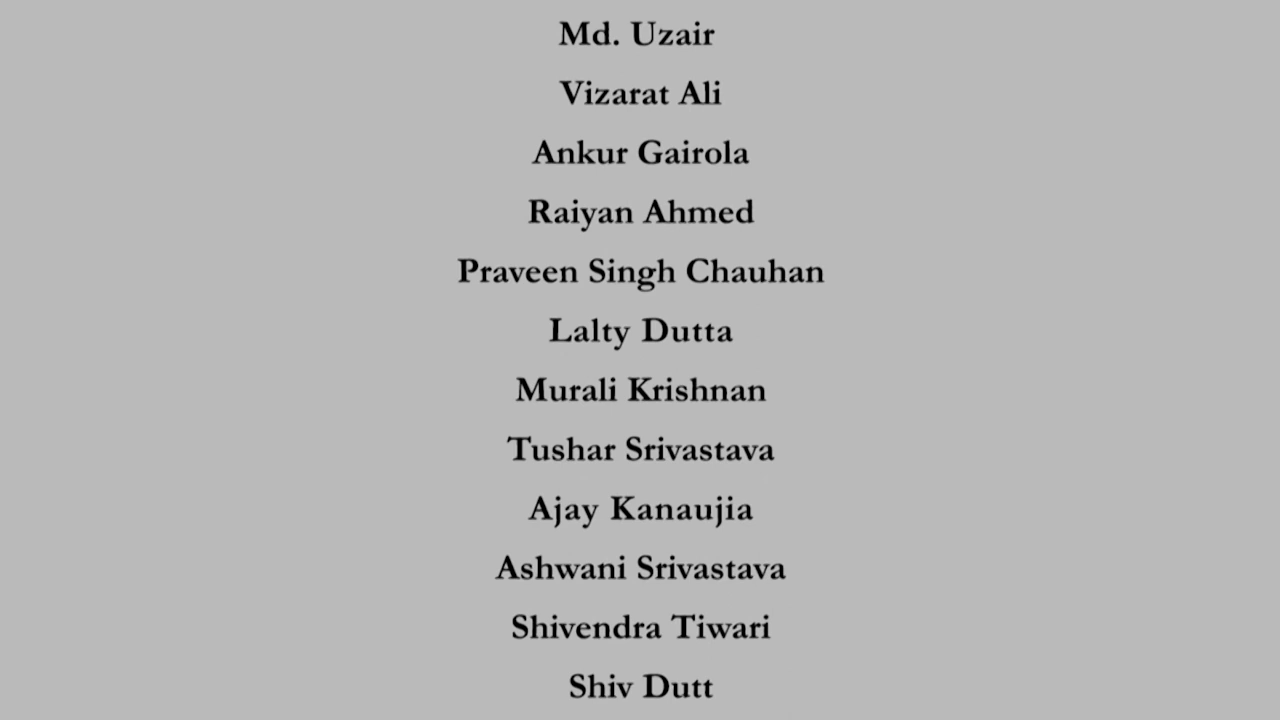 Md. Uzair
Vizarat Ali
Ankur Gairola
Raiyan Ahmed
Praveen Singh Chauhan
Lalty Dutta
Murali Krishnan
Tushar Srivastava
Ajay Kanaujia
Ashwani Srivastava
Shivendra Tiwari
Shiv Dutt